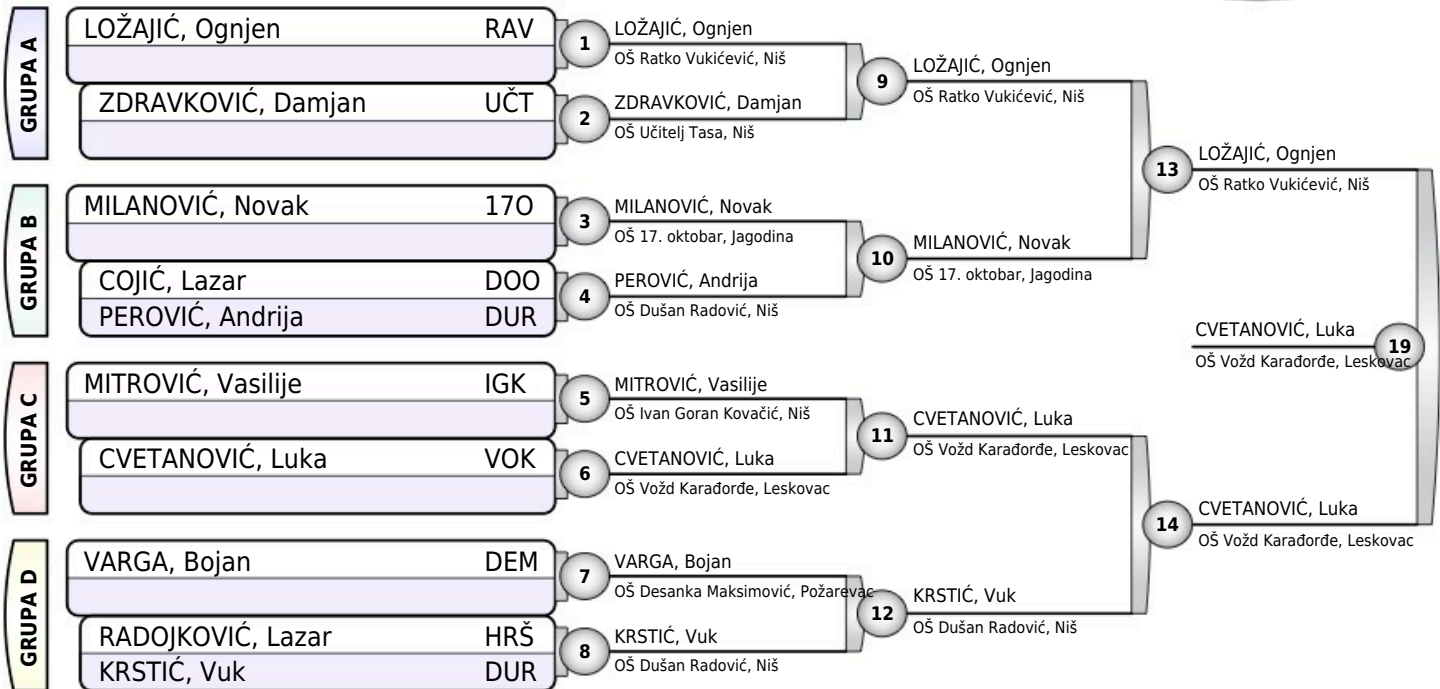 GRUPA A
LOŽAJIĆ, Ognjen RAV
ZDRAVKOVIĆ, Damjan UČT
GRUPA B
MILANOVIĆ, Novak 17O
COJIĆ, Lazar DOO
PEROVIĆ, Andrija DUR
GRUPA C
MITROVIĆ, Vasilije IGK
CVETANOVIĆ, Luka VOK
GRUPA D
VARGA, Bojan DEM
RADOJKOVIĆ, Lazar HRŠ
KRSTIĆ, Vuk DUR
1
LOŽAJIĆ, Ognjen
OŠ Ratko Vukićević, Niš
2
ZDRAVKOVIĆ, Damjan
OŠ Učitelj Tasa, Niš
3
MILANOVIĆ, Novak
OŠ 17. oktobar, Jagodina
4
PEROVIĆ, Andrija
OŠ Dušan Radović, Niš
5
MITROVIĆ, Vasilije
OŠ Ivan Goran Kovačić, Niš
6
CVETANOVIĆ, Luka
OŠ Vožd Karađorđe, Leskovac
7
VARGA, Bojan
OŠ Desanka Maksimović, Požarevac
8
KRSTIĆ, Vuk
OŠ Dušan Radović, Niš
9
LOŽAJIĆ, Ognjen
OŠ Ratko Vukićević, Niš
10
MILANOVIĆ, Novak
OŠ 17. oktobar, Jagodina
11
CVETANOVIĆ, Luka
OŠ Vožd Karađorđe, Leskovac
12
KRSTIĆ, Vuk
OŠ Dušan Radović, Niš
13
LOŽAJIĆ, Ognjen
OŠ Ratko Vukićević, Niš
14
CVETANOVIĆ, Luka
OŠ Vožd Karađorđe, Leskovac
CVETANOVIĆ, Luka
19
OŠ Vožd Karađorđe, Leskovac